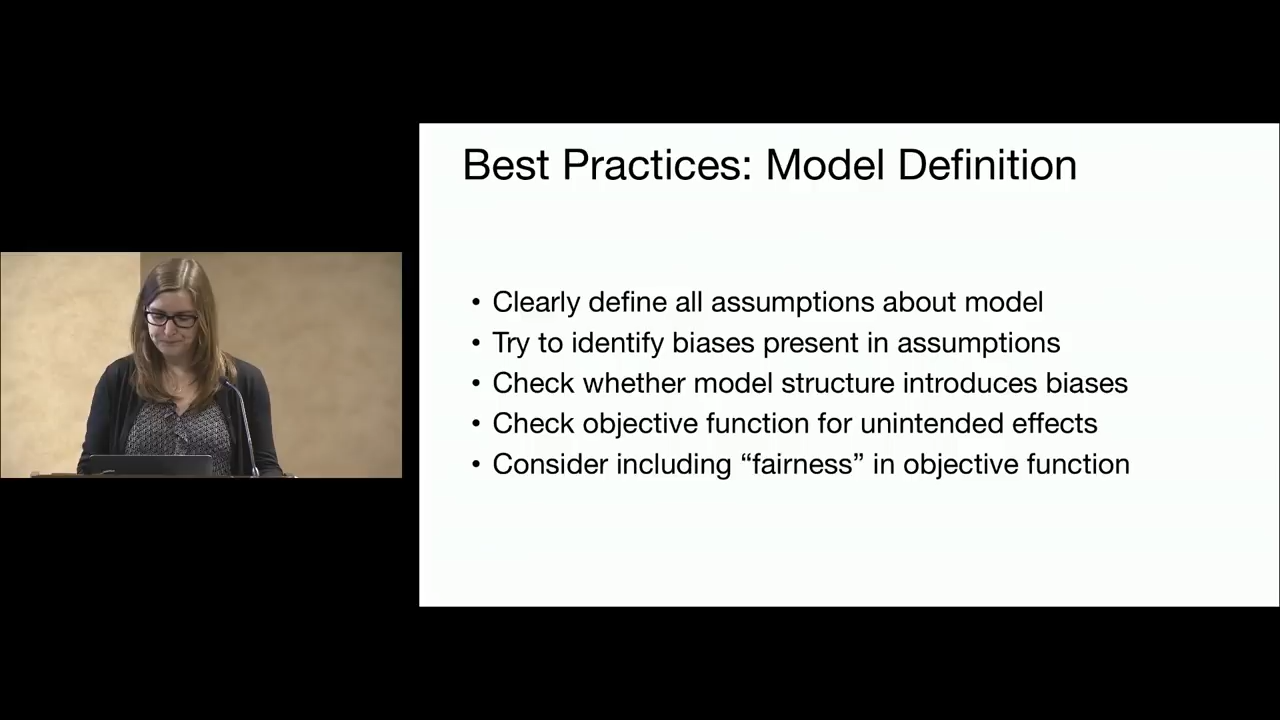 Best Practices: Model Definition
• Clearly define all assumptions about model
• Try to identify biases present in assumptions
• Check whether model structure introduces biases
• Check objective function for unintended effects
• Consider including “fairness” in objective function